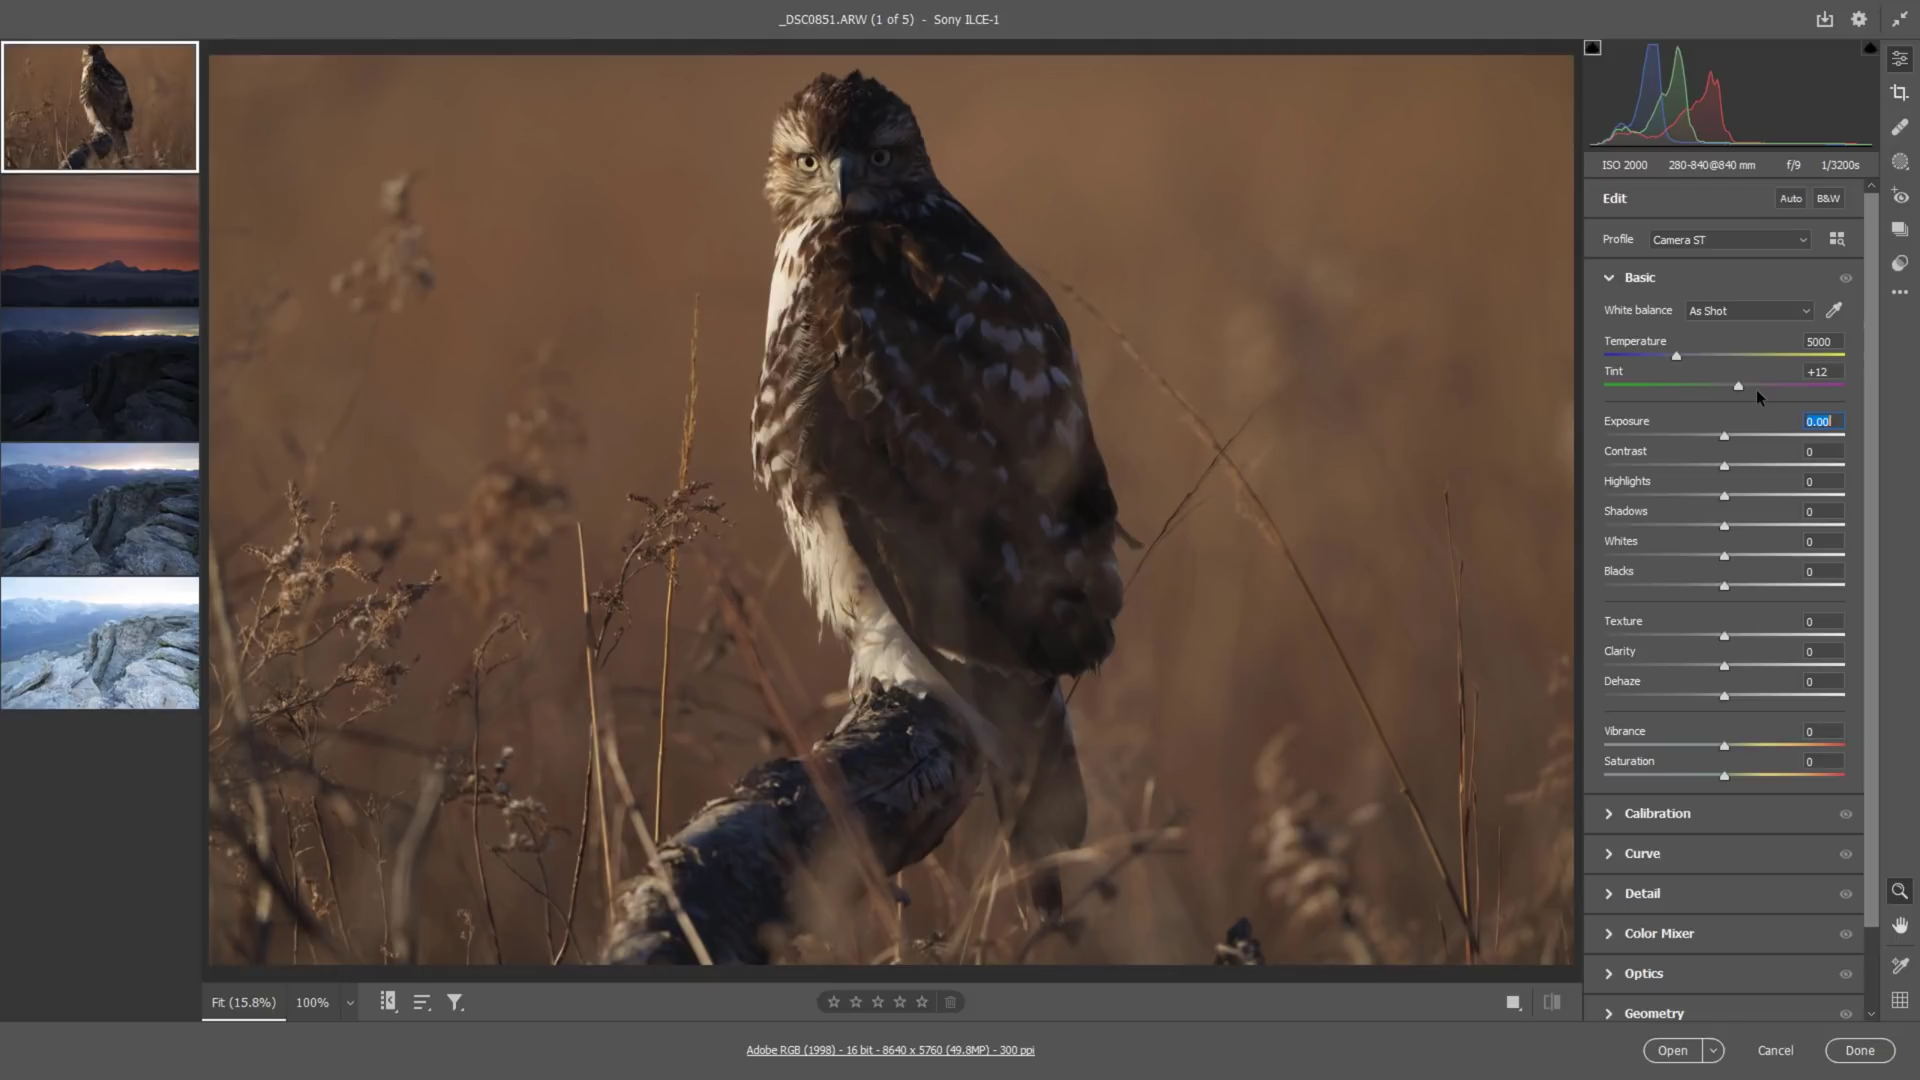 _DSC0851.ARW (1 of 5) - Sony ILCE-1
ISO 2000 280-840@840 mm f/9 1/3200s
Edit Auto B&W
Profile Camera ST
Basic
White balance As Shot
Temperature 5000
Tint +12
Exposure 0.00
Contrast 0
Highlights 0
Shadows 0
Whites 0
Blacks 0
Texture 0
Clarity 0
Dehaze 0
Vibrance 0
Saturation 0
Calibration
Curve
Detail
Color Mixer
Optics
Geometry
Fit (15.8%) 100%
Adobe RGB (1998) - 16 bit - 8640 x 5760 (49.8MP) - 300 ppi
Open Cancel Done